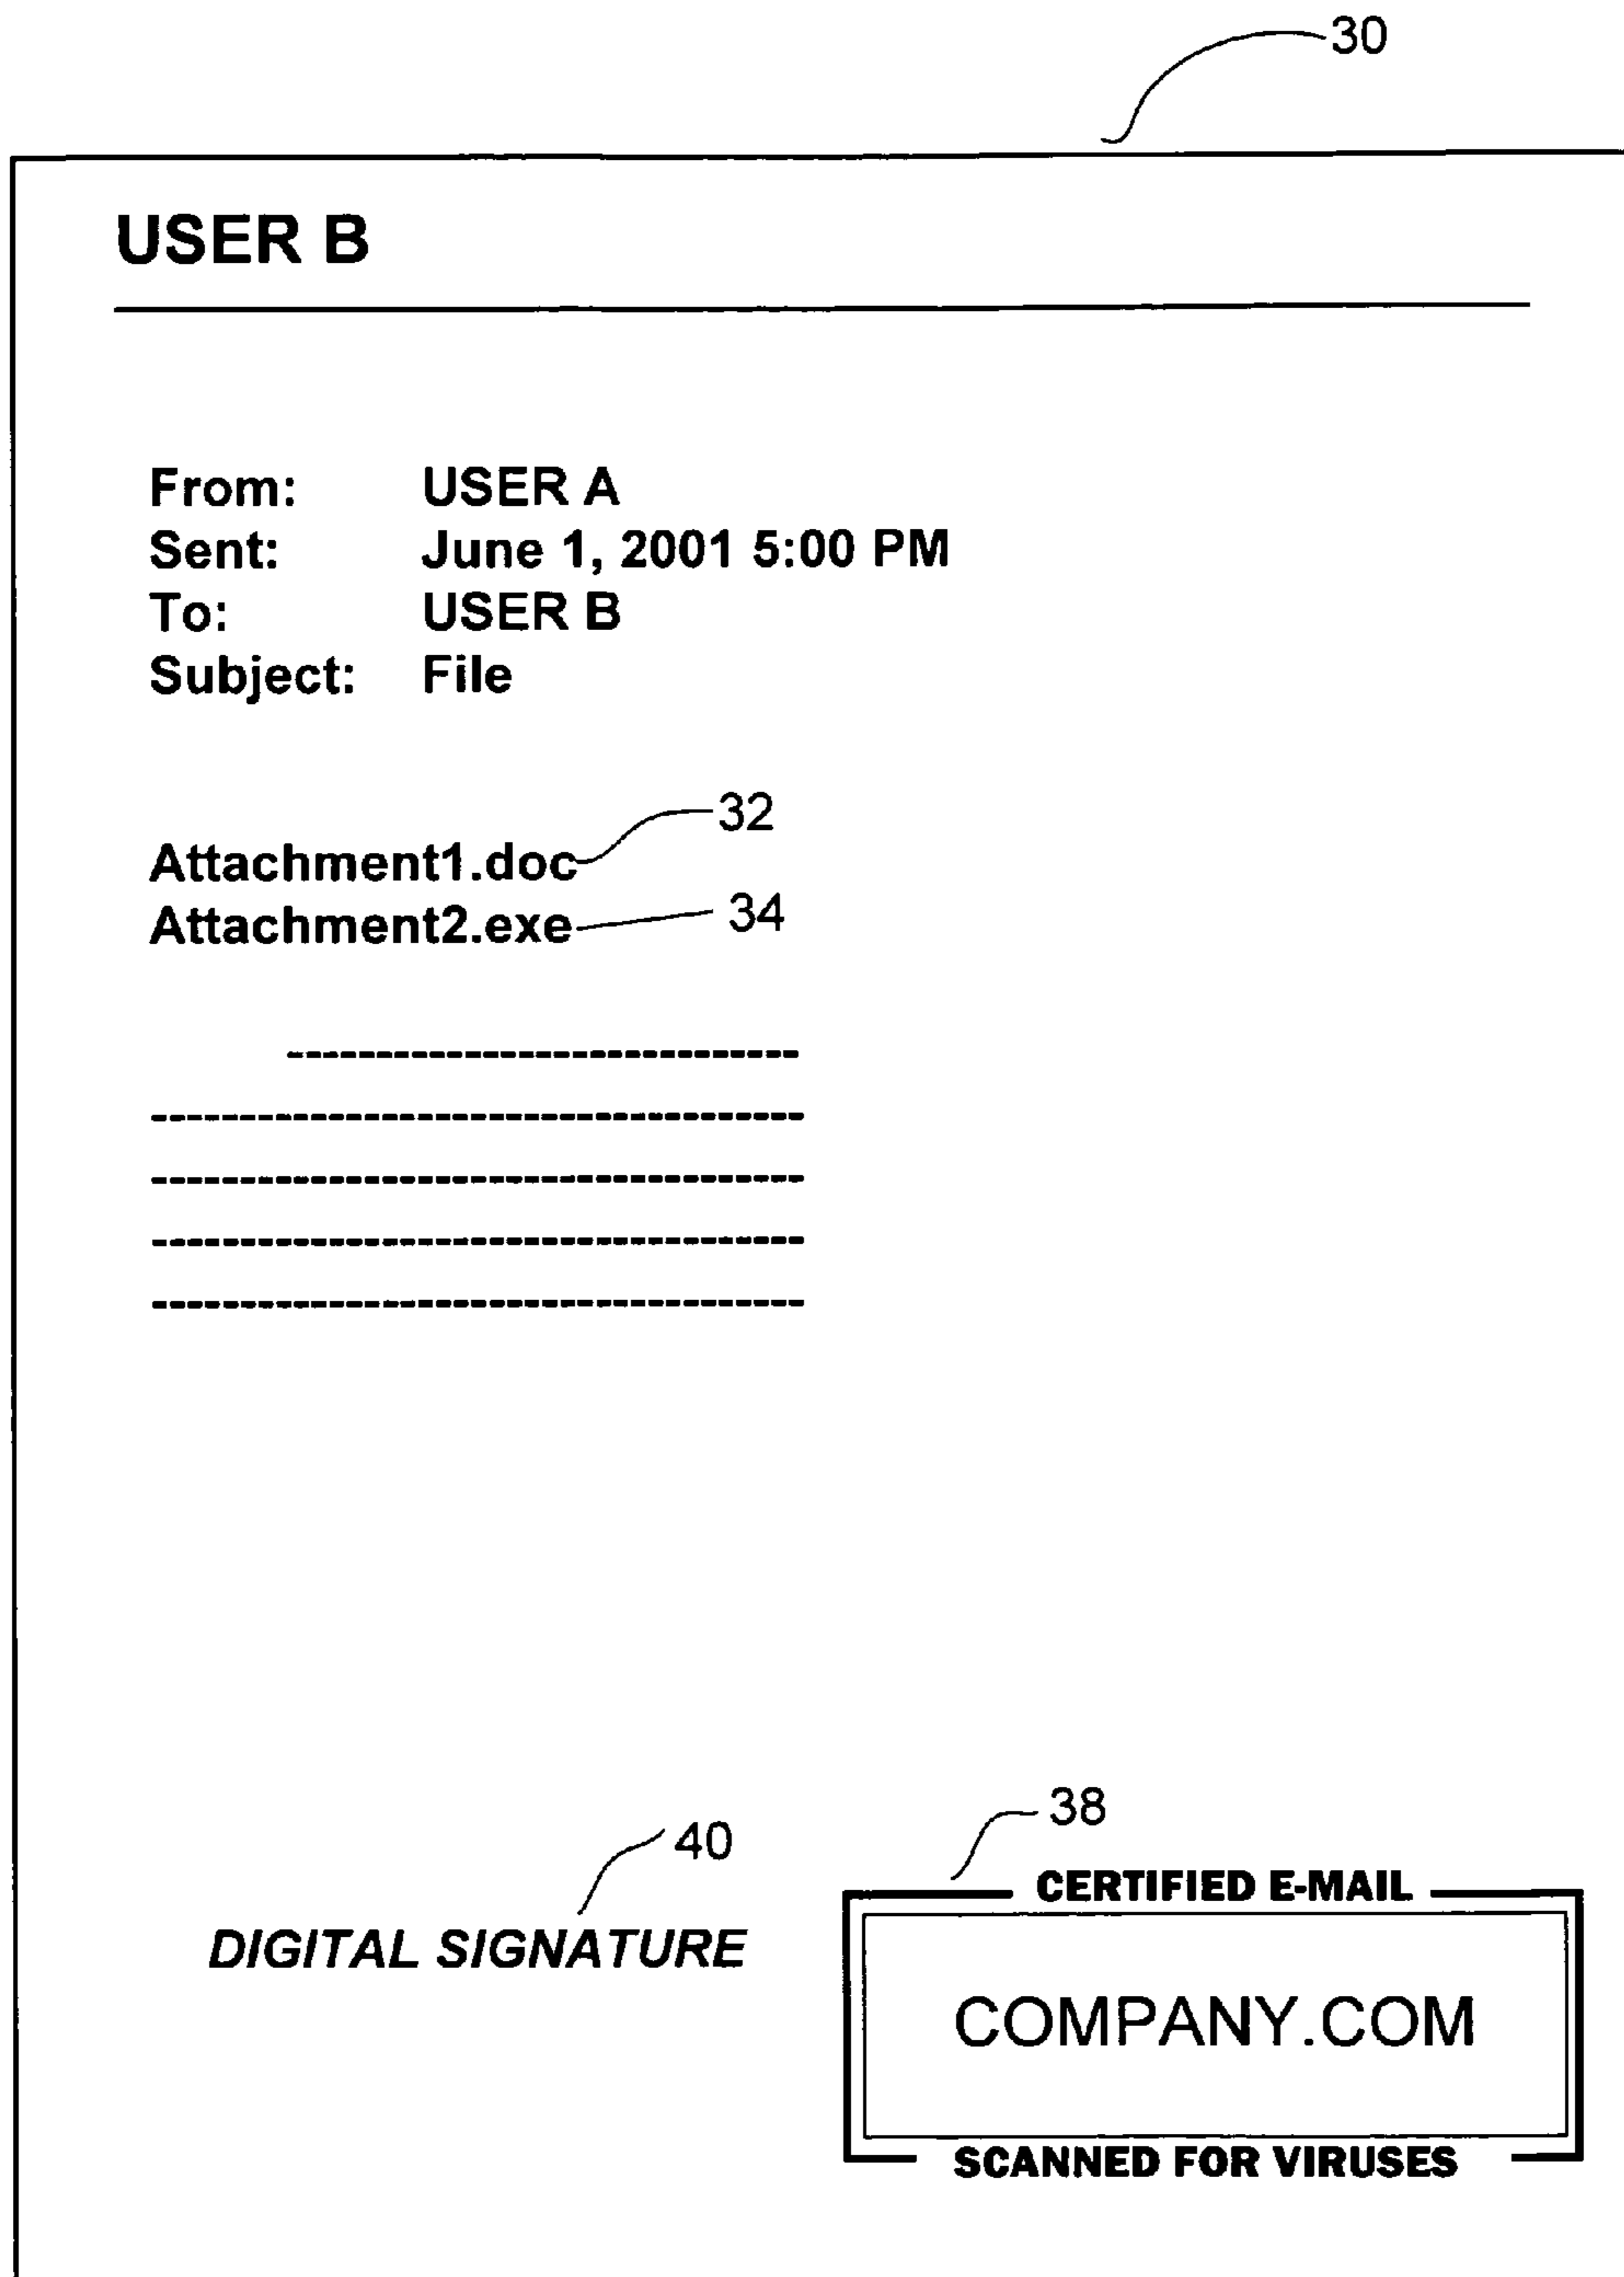 30
USER B
From: USER A
Sent: June 1, 2001 5:00 PM
To: USER B
Subject: File
32
Attachment1.doc
Attachment2.exe 34
40
38
DIGITAL SIGNATURE
CERTIFIED E-MAIL
COMPANY.COM
SCANNED FOR VIRUSES